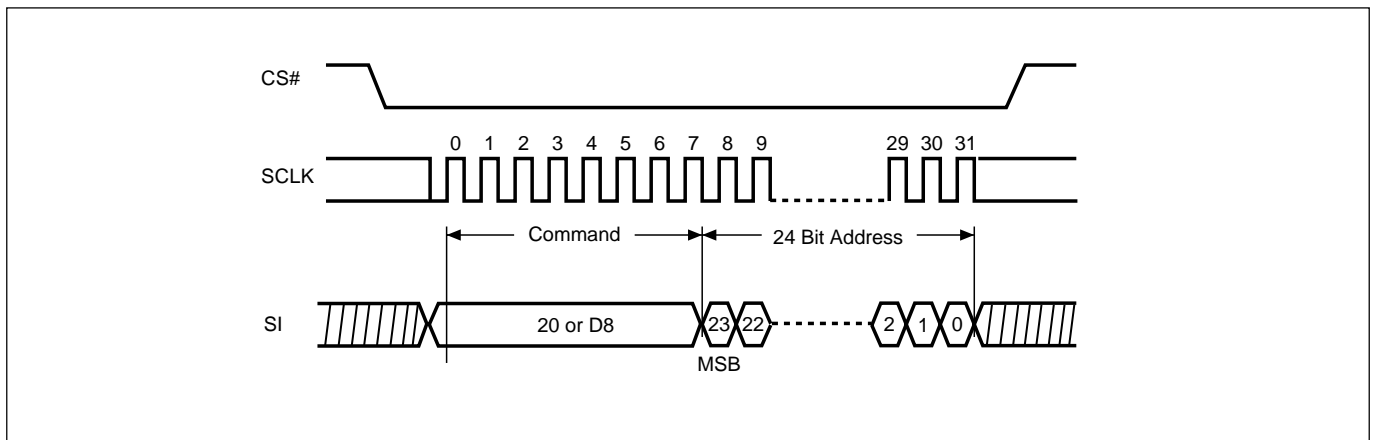 CS#
0 1 2 3 4 5 6 7 8 9 29 30 31
SCLK
Command 24 Bit Address
SI 20 or D8 23 22 2 1 0
MSB